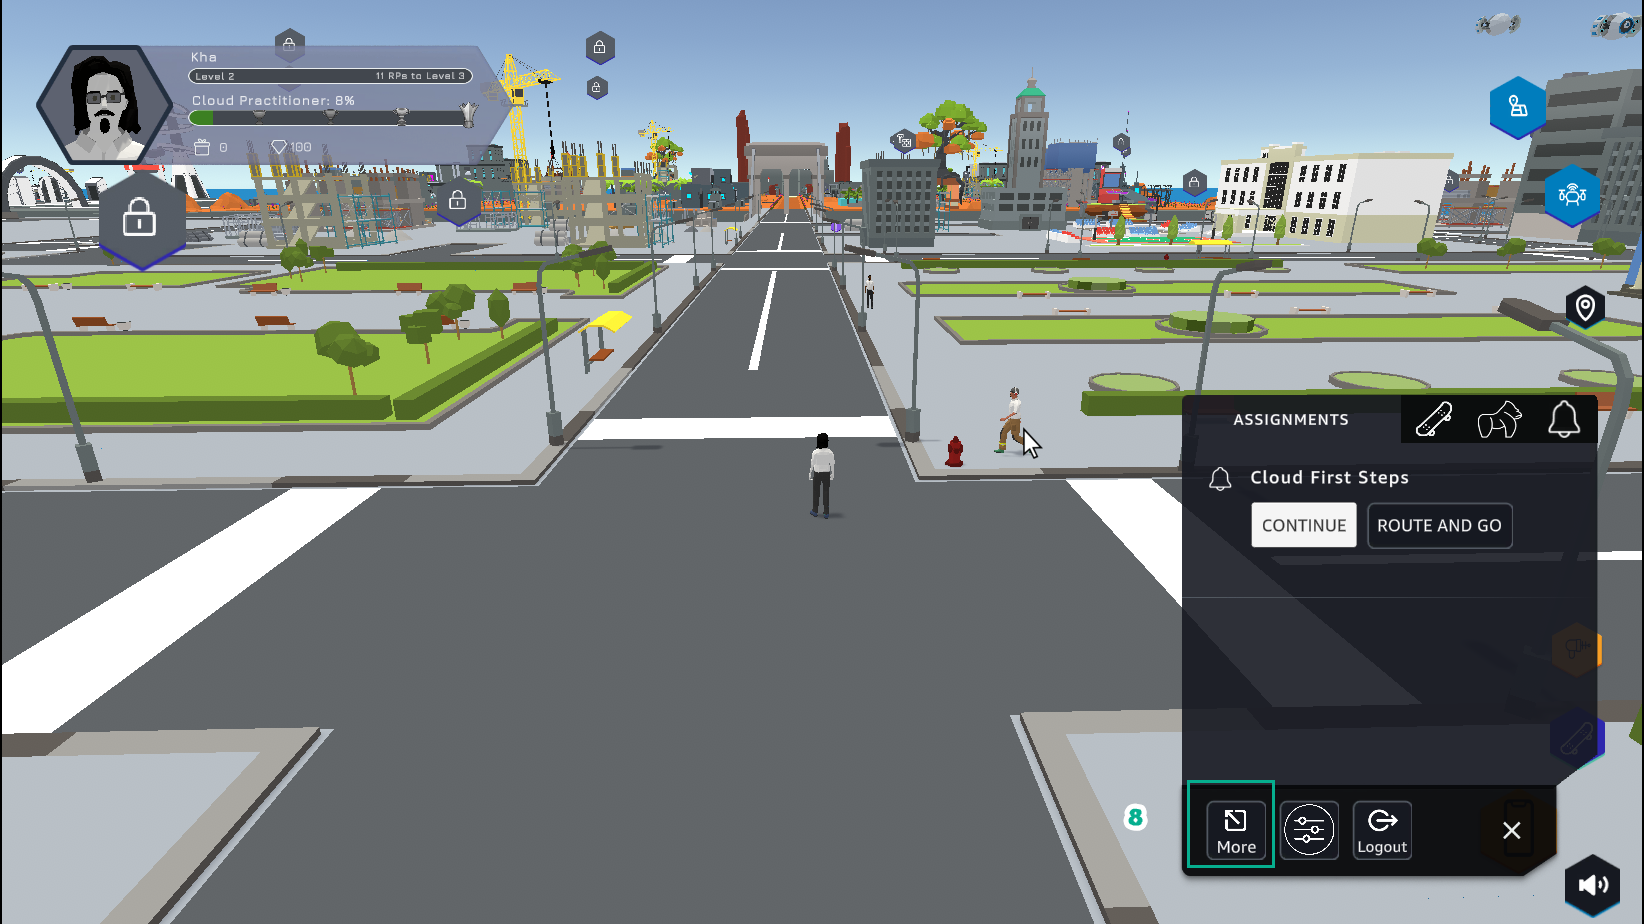 Kha
Level 2 11 RPs to Level 3
Cloud Practitioner: 8%
0 100
ASSIGNMENTS
Cloud First Steps
CONTINUE ROUTE AND GO
8
More Logout